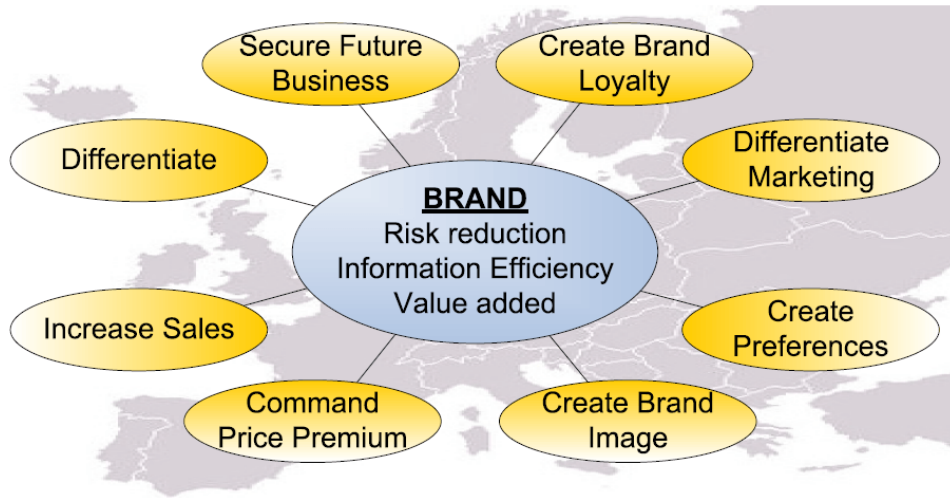 Secure Future
Business
Create Brand
Loyalty
Differentiate
Differentiate
Marketing
BRAND
Risk reduction
Information Efficiency
Value added
Increase Sales
Create
Preferences
Command
Price Premium
Create Brand
Image